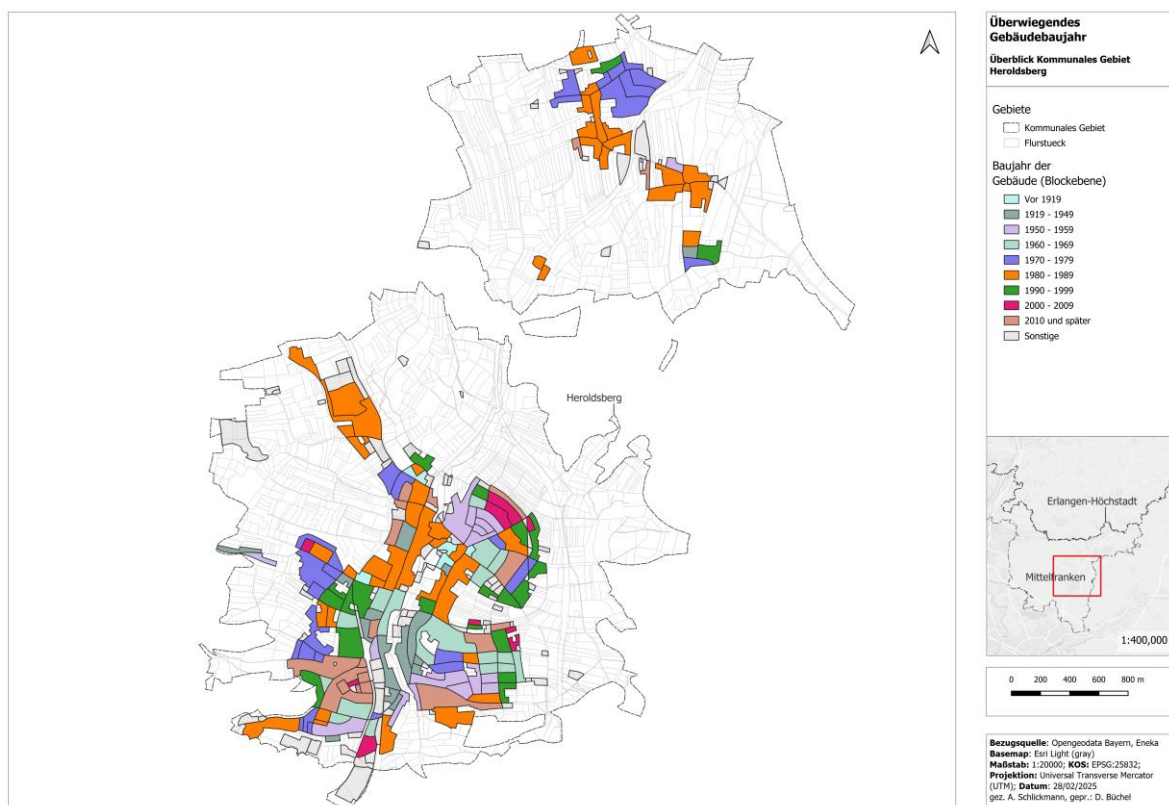 Überwiegendes
Gebäudebaujahr
Überblick Kommunales Gebiet
Heroldsberg
Gebiete
Kommunales Gebiet
Flurstueck
Baujahr der
Gebäude (Blockebene)
Vor 1919
1919 - 1949
1950 - 1959
1960 - 1969
1970 - 1979
1980 - 1989
1990 - 1999
2000 - 2009
2010 und später
Sonstige
Heroldsberg
Erlangen-Höchstadt
Mittelfranken
1:400,000
0 200 400 600 800 m
Bezugsquelle: Opengeodata Bayern, Eneka
Basemap: Esri Light (gray)
Maßstab: 1:20000; KOS: EPSG:25832;
Projektion: Universal Transverse Mercator
(UTM); Datum: 28/02/2025
gez. A. Schlickmann, gepr.: D. Büchel